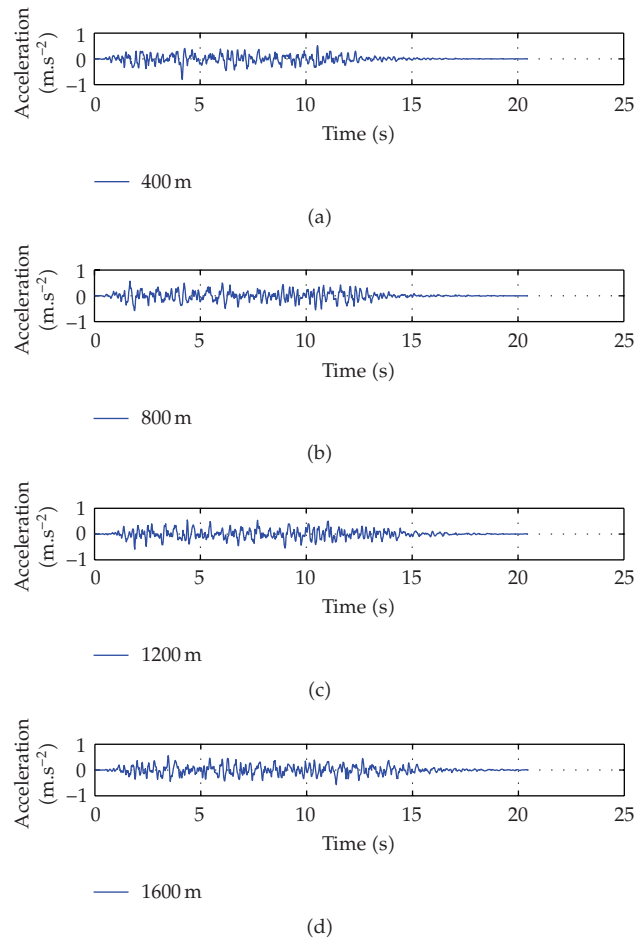 Acceleration
(m.s−2)
1
0
−1
0 5 10 15 20 25
Time (s)
400 m
(a)
Acceleration
(m.s−2)
1
0
−1
0 5 10 15 20 25
Time (s)
800 m
(b)
Acceleration
(m.s−2)
1
0
−1
0 5 10 15 20 25
Time (s)
1200 m
(c)
Acceleration
(m.s−2)
1
0
−1
0 5 10 15 20 25
Time (s)
1600 m
(d)